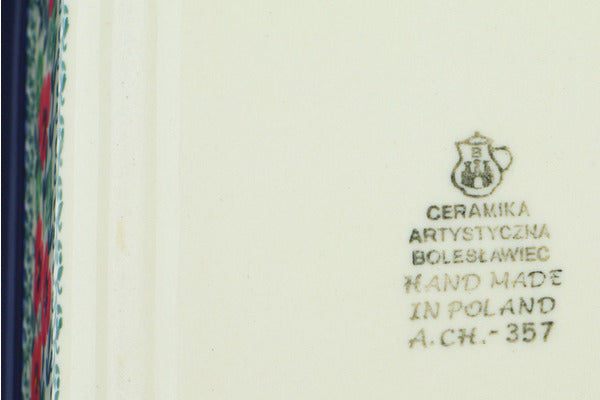 B
CERAMIKA
ARTYSTYCZNA
BOLESŁAWIEC
HAND MADE
IN POLAND
A.CH.-357